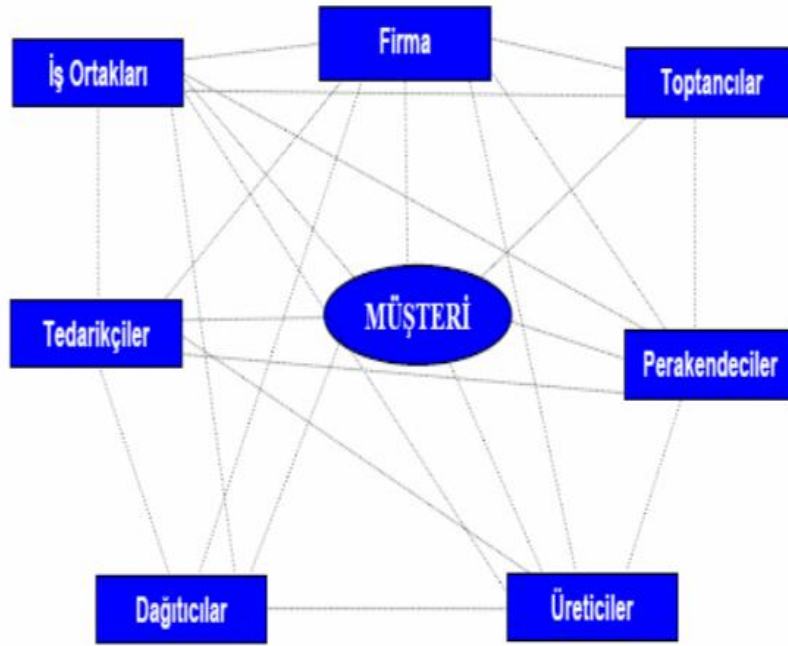 Firma
İş Ortakları
Toptancılar
MÜŞTERİ
Tedarikçiler
Perakendeciler
Dağıtıcılar
Üreticiler